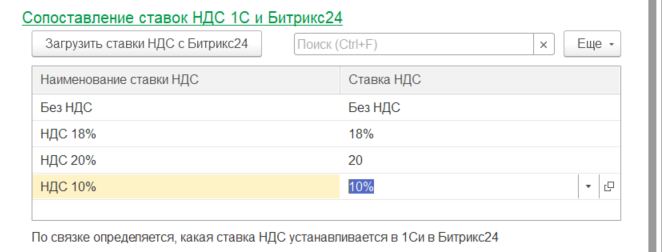 Сопоставление ставок НДС 1С и Битрикс24
Загрузить ставки НДС с Битрикс24 Поиск (Ctrl+F) × Еще
Наименование ставки НДС Ставка НДС
Без НДС Без НДС
НДС 18% 18%
НДС 20% 20
НДС 10% 10%
По связке определяется, какая ставка НДС устанавливается в 1Си в Битрикс24